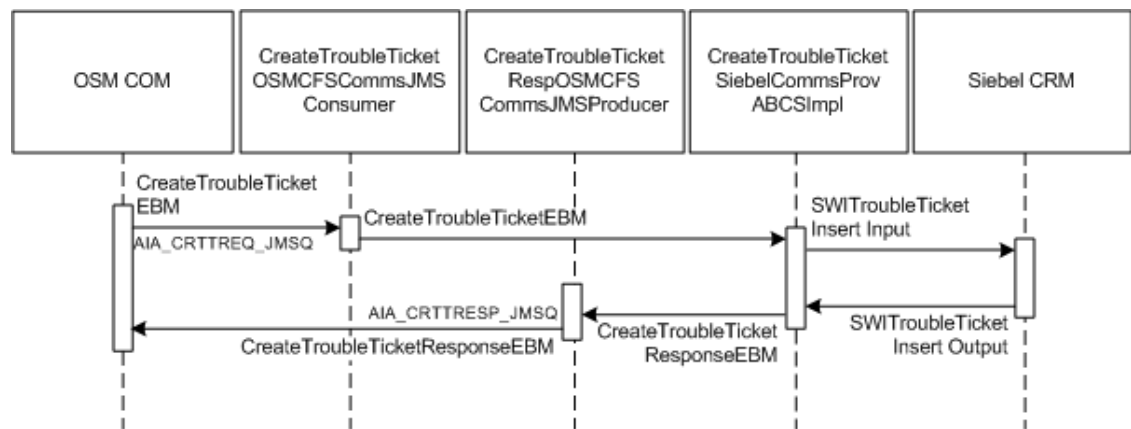 OSM COM
CreateTroubleTicket
OSMCFSCommsJMS
Consumer
CreateTroubleTicket
RespOSMCFS
CommsJMSProducer
CreateTroubleTicket
SiebelCommsProv
ABCSImpl
Siebel CRM
CreateTroubleTicket
EBM
AIA_CRTTREQ_JMSQ
CreateTroubleTicketEBM
SWITroubleTicket
Insert Input
AIA_CRTTRESP_JMSQ
CreateTroubleTicketResponseEBM
CreateTroubleTicket
ResponseEBM
SWITroubleTicket
Insert Output